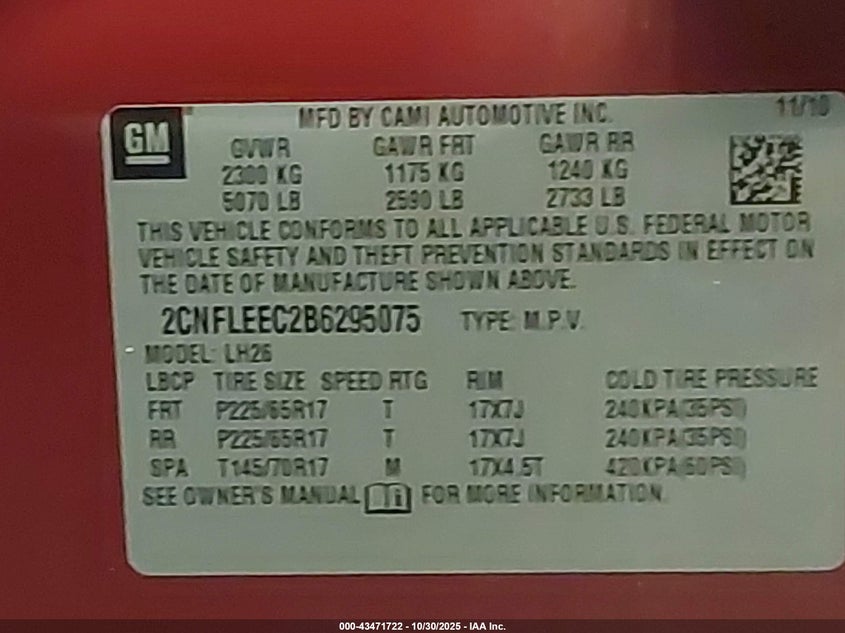 GM
MFD BY CAMI AUTOMOTIVE INC. 11/10
GVWR GAWR FRT GAWR RR
2300 KG 1175 KG 1240 KG
5070 LB 2590 LB 2733 LB
THIS VEHICLE CONFORMS TO ALL APPLICABLE U.S. FEDERAL MOTOR
VEHICLE SAFETY AND THEFT PREVENTION STANDARDS IN EFFECT ON
THE DATE OF MANUFACTURE SHOWN ABOVE.
2CNFLEEC2B6295075 TYPE: M.P.V.
MODEL: LH26
LBCP TIRE SIZE SPEED RTG RIM COLD TIRE PRESSURE
FRT P225/65R17 T 17X7J 240KPA(35PSI)
RR P225/65R17 T 17X7J 240KPA(35PSI)
SPA T145/70R17 M 17X4.5T 420KPA(60PSI)
SEE OWNER'S MANUAL FOR MORE INFORMATION.
000-43471722 - 10/30/2025 - IAA Inc.